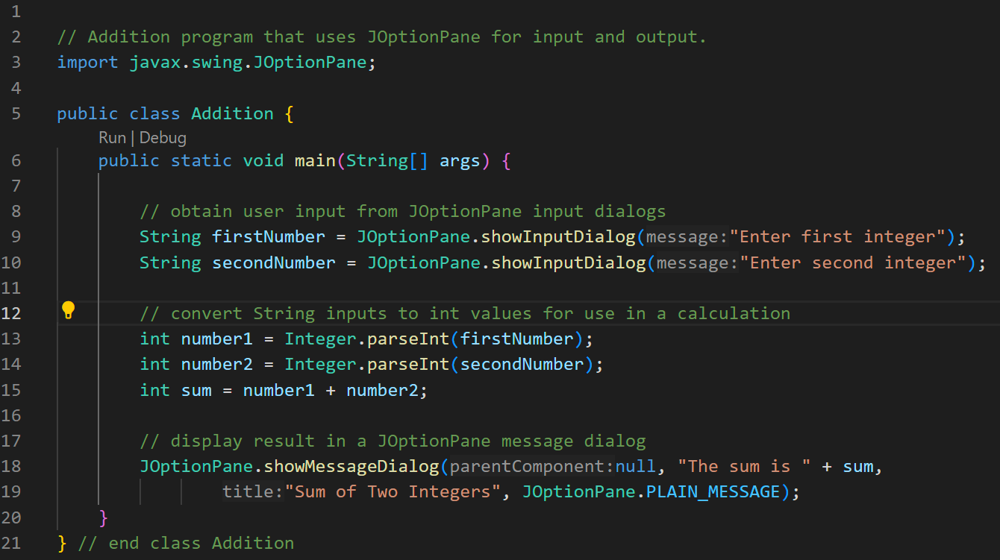 1
2 // Addition program that uses JOptionPane for input and output.
3 import javax.swing.JOptionPane;
4
5 public class Addition {
Run | Debug
6 public static void main(String[] args) {
7
8 // obtain user input from JOptionPane input dialogs
9 String firstNumber = JOptionPane.showInputDialog(message:"Enter first integer");
10 String secondNumber = JOptionPane.showInputDialog(message:"Enter second integer");
11
12 // convert String inputs to int values for use in a calculation
13 int number1 = Integer.parseInt(firstNumber);
14 int number2 = Integer.parseInt(secondNumber);
15 int sum = number1 + number2;
16
17 // display result in a JOptionPane message dialog
18 JOptionPane.showMessageDialog(parentComponent:null, "The sum is " + sum,
19 title:"Sum of Two Integers", JOptionPane.PLAIN_MESSAGE);
20 }
21 } // end class Addition